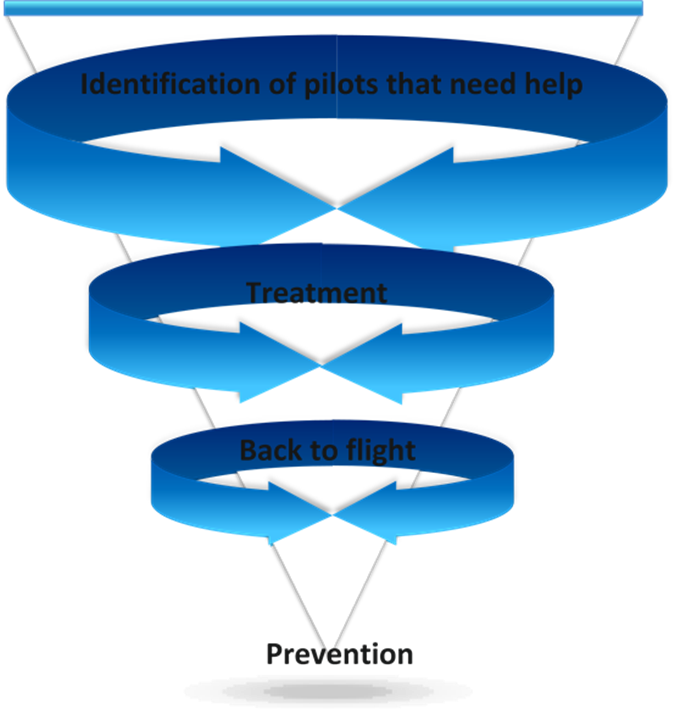 Identification of pilots that need help
Treatment
Back to flight
Prevention